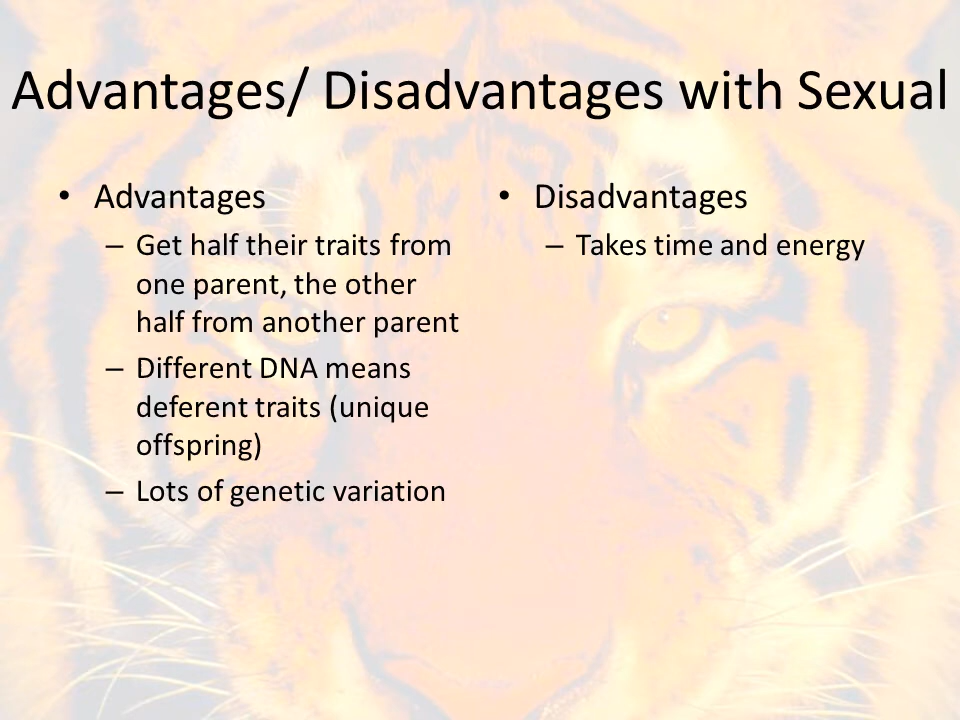 Advantages/ Disadvantages with Sexual
• Advantages
– Get half their traits from
one parent, the other
half from another parent
– Different DNA means
deferent traits (unique
offspring)
– Lots of genetic variation
• Disadvantages
– Takes time and energy